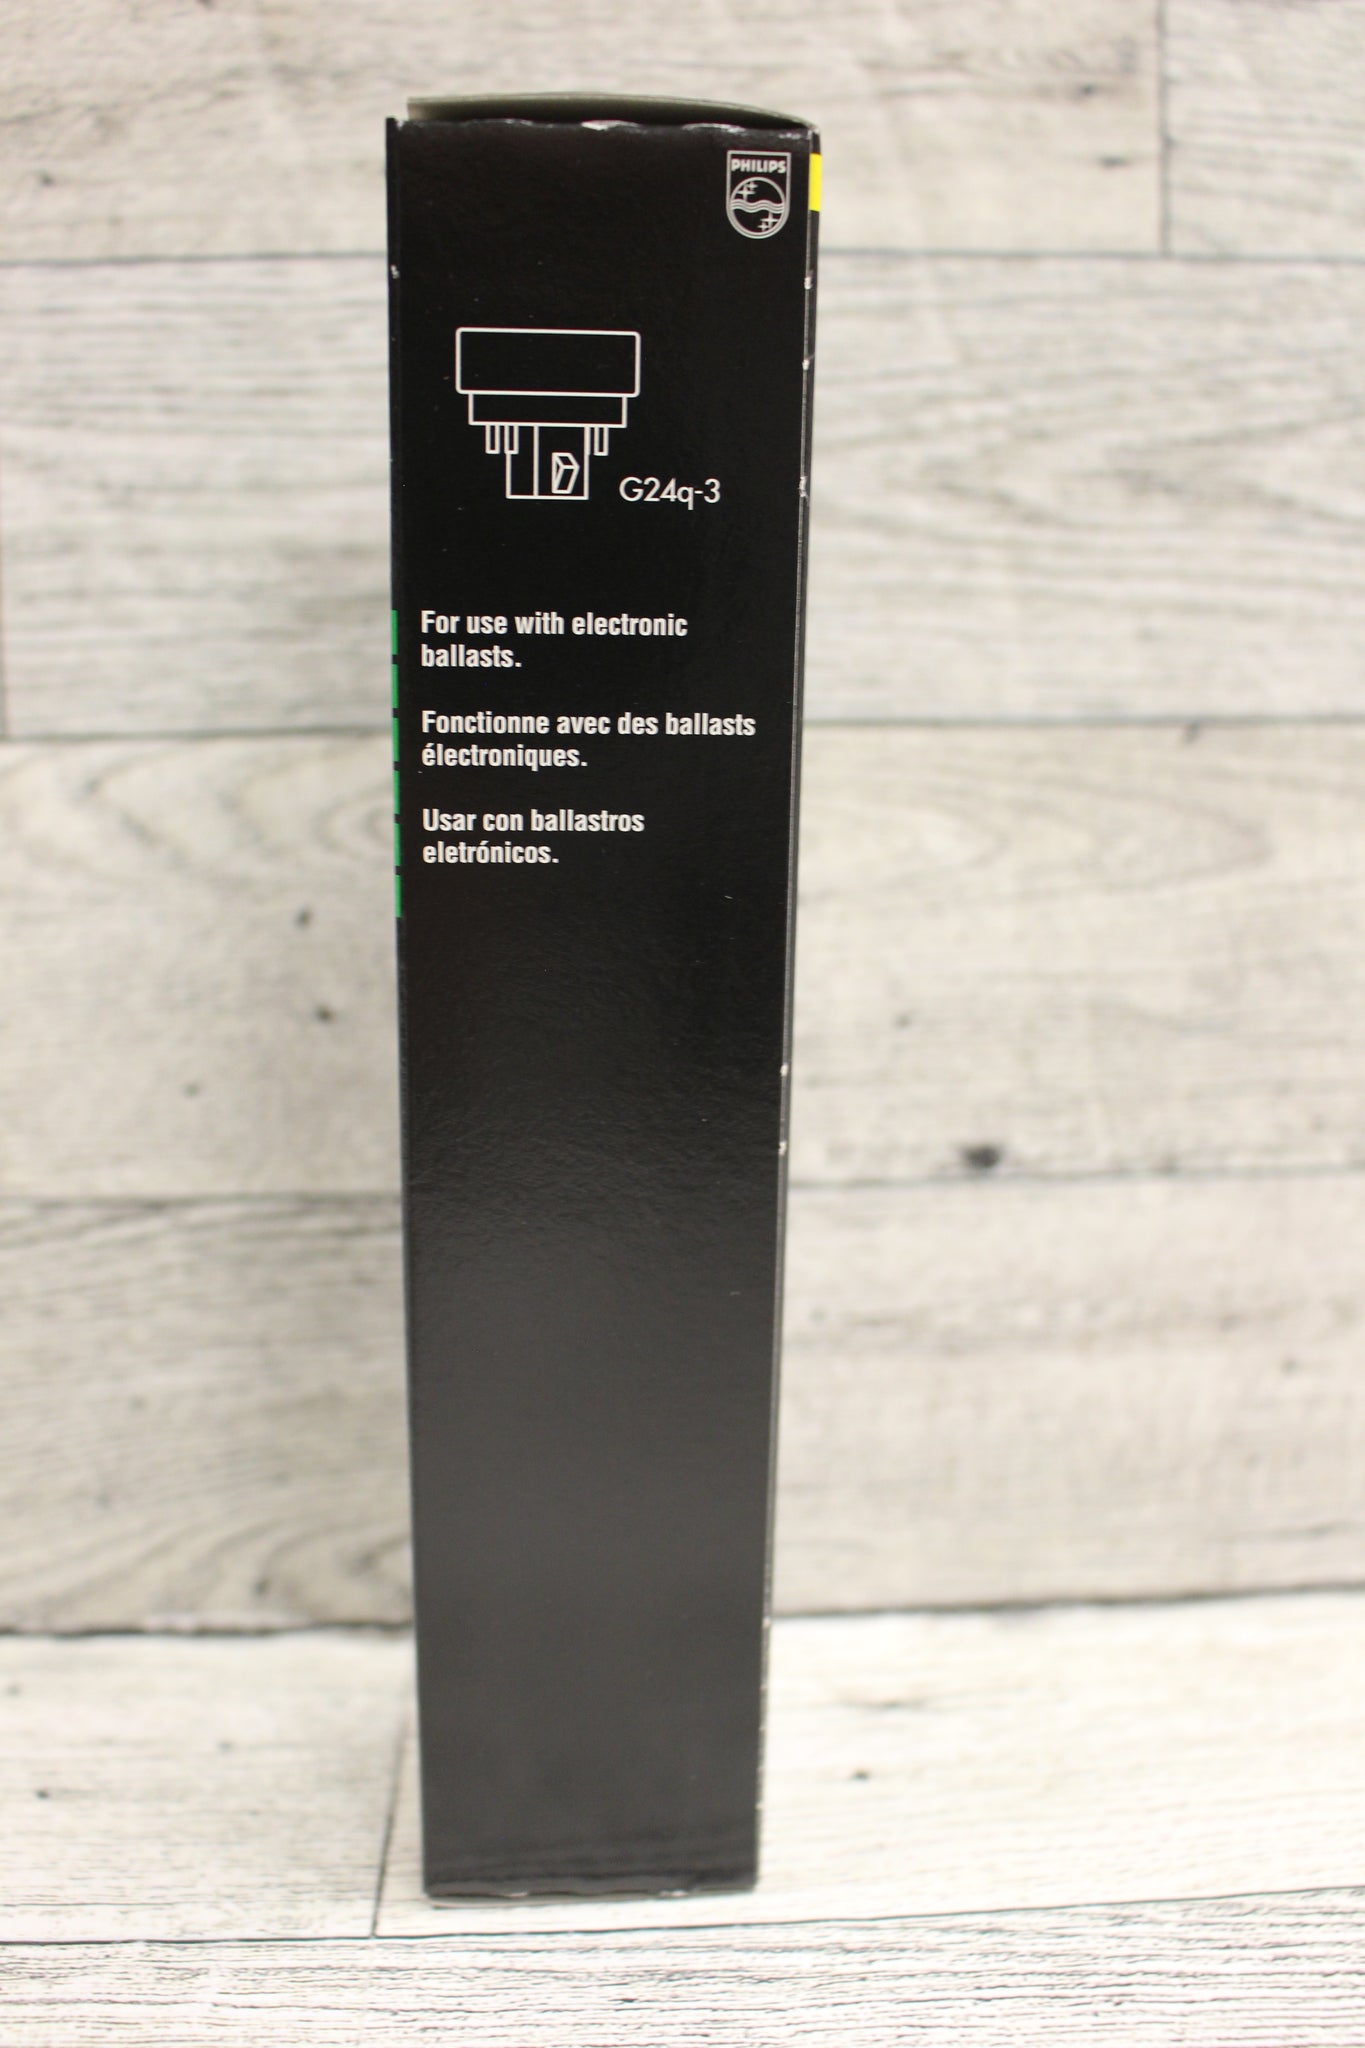 PHILIPS
G24q-3
For use with electronic
ballasts.
Fonctionne avec des ballasts
électroniques.
Usar con ballastros
eletrónicos.